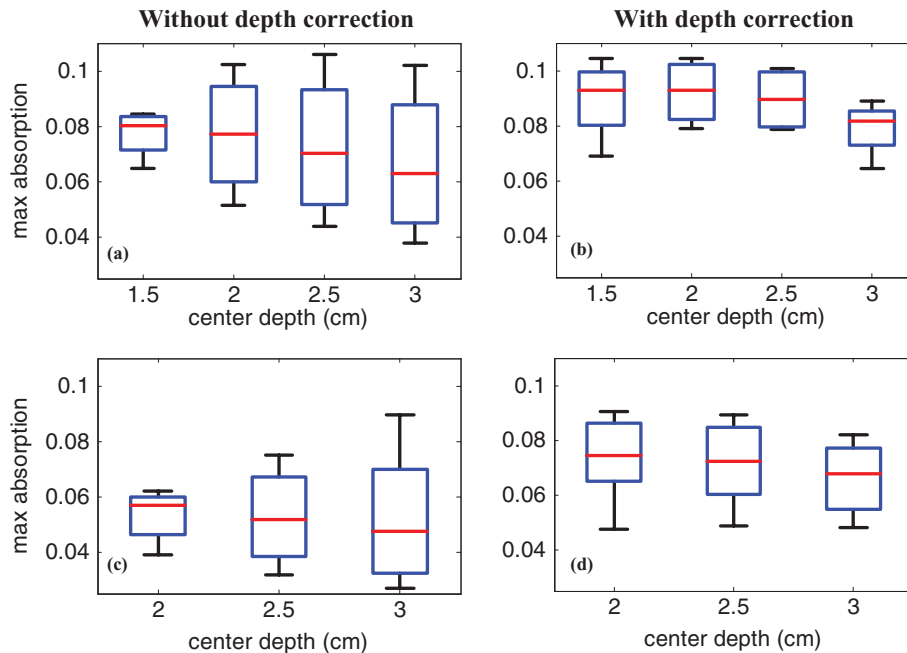 Without depth correction
With depth correction
max absorption
0.1
0.08
0.06
0.04
(a)
1.5 2 2.5 3
center depth (cm)
0.1
0.08
0.06
0.04
(b)
1.5 2 2.5 3
center depth (cm)
max absorption
0.1
0.08
0.06
0.04
(c)
2 2.5 3
center depth (cm)
0.1
0.08
0.06
0.04
(d)
2 2.5 3
center depth (cm)